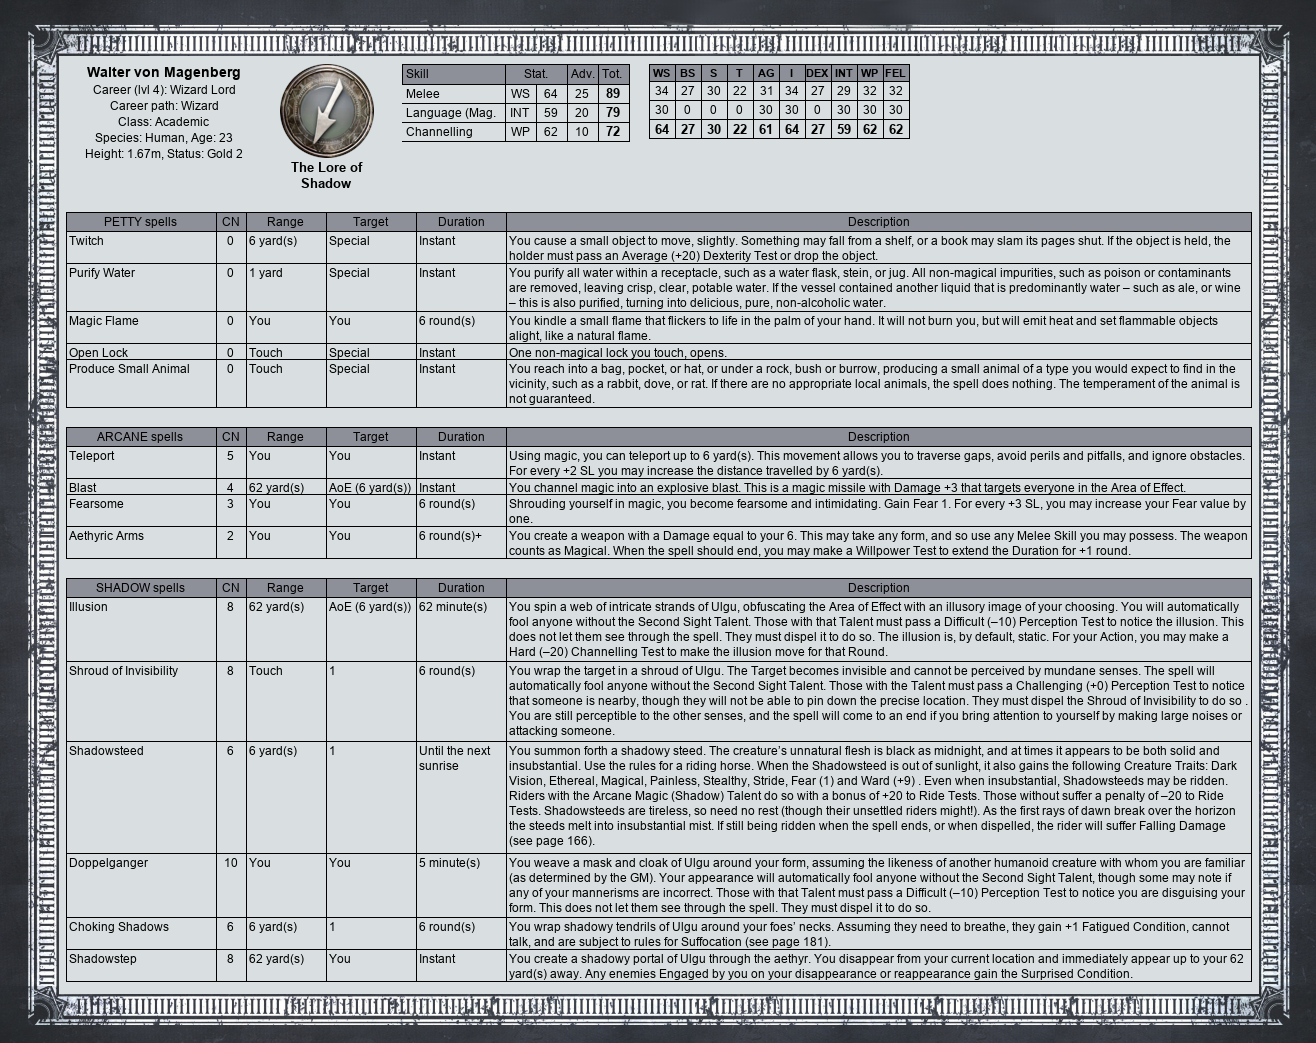 Walter von Magenberg
Career (lvl 4): Wizard Lord
Career path: Wizard
Class: Academic
Species: Human, Age: 23
Height: 1.67m, Status: Gold 2
The Lore of
Shadow
Skill Stat. Adv. Tot.
Melee WS 64 25 89
Language (Mag. INT 59 20 79
Channelling WP 62 10 72
WS BS S T AG I DEX INT WP FEL
34 27 30 22 31 34 27 29 32 32
30 0 0 0 30 30 0 30 30 30
64 27 30 22 61 64 27 59 62 62
PETTY spells CN Range Target Duration Description
Twitch 0 6 yard(s) Special Instant You cause a small object to move, slightly. Something may fall from a shelf, or a book may slam its pages shut. If the object is held, the
holder must pass an Average (+20) Dexterity Test or drop the object.
Purify Water 0 1 yard Special Instant You purify all water within a receptacle, such as a water flask, stein, or jug. All non-magical impurities, such as poison or contaminants
are removed, leaving crisp, clear, potable water. If the vessel contained another liquid that is predominantly water – such as ale, or wine
– this is also purified, turning into delicious, pure, non-alcoholic water.
Magic Flame 0 You You 6 round(s) You kindle a small flame that flickers to life in the palm of your hand. It will not burn you, but will emit heat and set flammable objects
alight, like a natural flame.
Open Lock 0 Touch Special Instant One non-magical lock you touch, opens.
Produce Small Animal 0 Touch Special Instant You reach into a bag, pocket, or hat, or under a rock, bush or burrow, producing a small animal of a type you would expect to find in the
vicinity, such as a rabbit, dove, or rat. If there are no appropriate local animals, the spell does nothing. The temperament of the animal is
not guaranteed.
ARCANE spells CN Range Target Duration Description
Teleport 5 You You Instant Using magic, you can teleport up to 6 yard(s). This movement allows you to traverse gaps, avoid perils and pitfalls, and ignore obstacles.
For every +2 SL you may increase the distance travelled by 6 yard(s).
Blast 4 62 yard(s) AoE (6 yard(s)) Instant You channel magic into an explosive blast. This is a magic missile with Damage +3 that targets everyone in the Area of Effect.
Fearsome 3 You You 6 round(s) Shrouding yourself in magic, you become fearsome and intimidating. Gain Fear 1. For every +3 SL, you may increase your Fear value by
one.
Aethyric Arms 2 You You 6 round(s)+ You create a weapon with a Damage equal to your 6. This may take any form, and so use any Melee Skill you may possess. The weapon
counts as Magical. When the spell should end, you may make a Willpower Test to extend the Duration for +1 round.
SHADOW spells CN Range Target Duration Description
Illusion 8 62 yard(s) AoE (6 yard(s)) 62 minute(s) You spin a web of intricate strands of Ulgu, obfuscating the Area of Effect with an illusory image of your choosing. You will automatically
fool anyone without the Second Sight Talent. Those with that Talent must pass a Difficult (–10) Perception Test to notice the illusion. This
does not let them see through the spell. They must dispel it to do so. The illusion is, by default, static. For your Action, you may make a
Hard (–20) Channelling Test to make the illusion move for that Round.
Shroud of Invisibility 8 Touch 1 6 round(s) You wrap the target in a shroud of Ulgu. The Target becomes invisible and cannot be perceived by mundane senses. The spell will
automatically fool anyone without the Second Sight Talent. Those with the Talent must pass a Challenging (+0) Perception Test to notice
that someone is nearby, though they will not be able to pin down the precise location. They must dispel the Shroud of Invisibility to do so .
You are still perceptible to the other senses, and the spell will come to an end if you bring attention to yourself by making large noises or
attacking someone.
Shadowsteed 6 6 yard(s) 1 Until the next You summon forth a shadowy steed. The creature’s unnatural flesh is black as midnight, and at times it appears to be both solid and
sunrise insubstantial. Use the rules for a riding horse. When the Shadowsteed is out of sunlight, it also gains the following Creature Traits: Dark
Vision, Ethereal, Magical, Painless, Stealthy, Stride, Fear (1) and Ward (+9) . Even when insubstantial, Shadowsteeds may be ridden.
Riders with the Arcane Magic (Shadow) Talent do so with a bonus of +20 to Ride Tests. Those without suffer a penalty of –20 to Ride
Tests. Shadowsteeds are tireless, so need no rest (though their unsettled riders might!). As the first rays of dawn break over the horizon
the steeds melt into insubstantial mist. If still being ridden when the spell ends, or when dispelled, the rider will suffer Falling Damage
(see page 166).
Doppelganger 10 You You 5 minute(s) You weave a mask and cloak of Ulgu around your form, assuming the likeness of another humanoid creature with whom you are familiar
(as determined by the GM). Your appearance will automatically fool anyone without the Second Sight Talent, though some may note if
any of your mannerisms are incorrect. Those with that Talent must pass a Difficult (–10) Perception Test to notice you are disguising your
form. This does not let them see through the spell. They must dispel it to do so.
Choking Shadows 6 6 yard(s) 1 6 round(s) You wrap shadowy tendrils of Ulgu around your foes’ necks. Assuming they need to breathe, they gain +1 Fatigued Condition, cannot
talk, and are subject to rules for Suffocation (see page 181).
Shadowstep 8 62 yard(s) You Instant You create a shadowy portal of Ulgu through the aethyr. You disappear from your current location and immediately appear up to your 62
yard(s) away. Any enemies Engaged by you on your disappearance or reappearance gain the Surprised Condition.